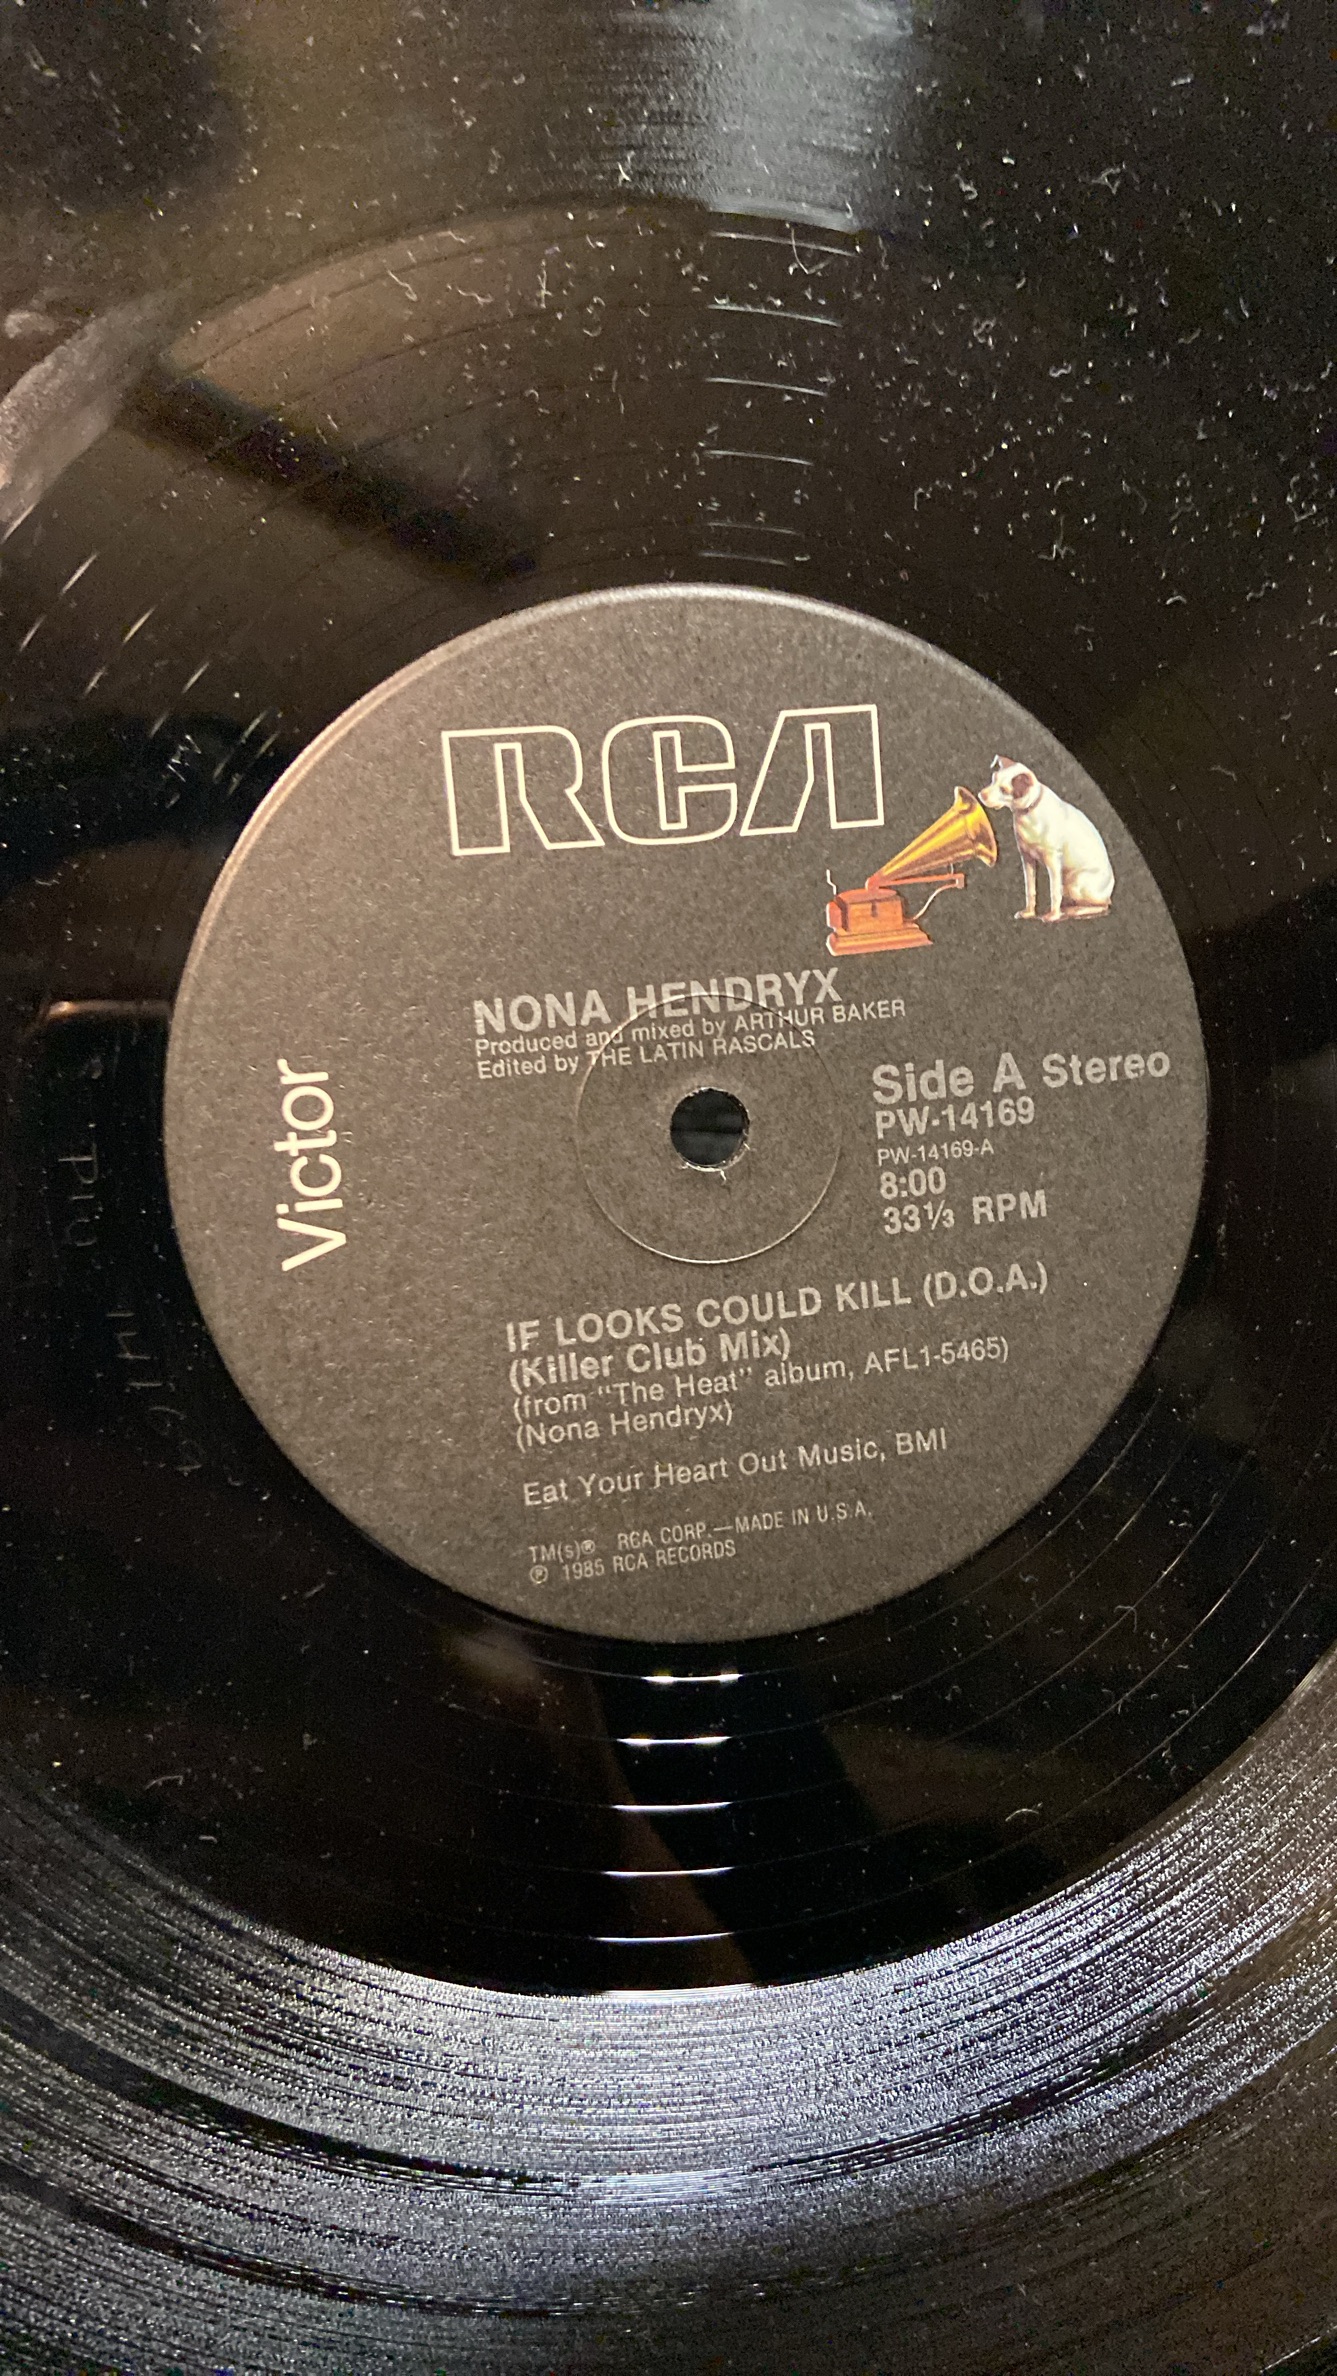 RCA
NONA HENDRYX
Produced and mixed by ARTHUR BAKER
Edited by THE LATIN RASCALS
Victor
Side A Stereo
PW-14169
PW-14169-A
8:00
33⅓ RPM
IF LOOKS COULD KILL (D.O.A.)
(Killer Club Mix)
(from "The Heat" album, AFL1-5465)
(Nona Hendryx)
Eat Your Heart Out Music, BMI
TM(s)® RCA CORP.—MADE IN U.S.A.
℗ 1985 RCA RECORDS